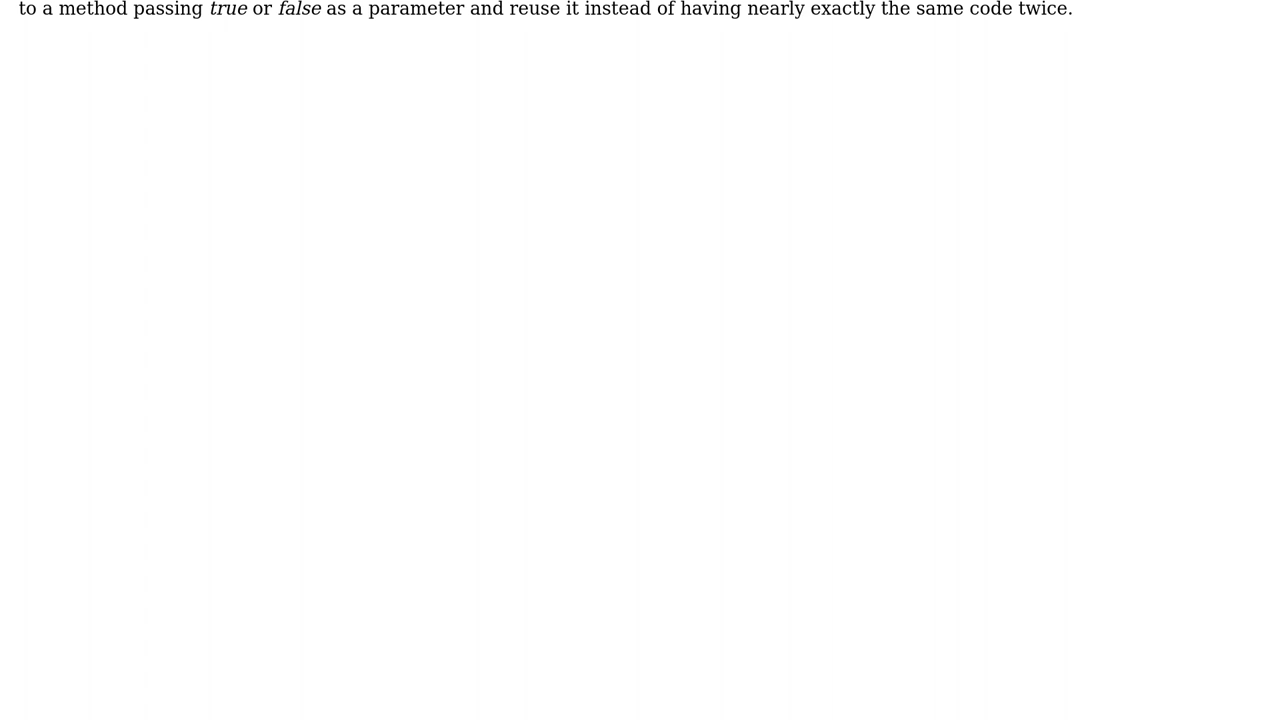 to a method passing true or false as a parameter and reuse it instead of having nearly exactly the same code twice.